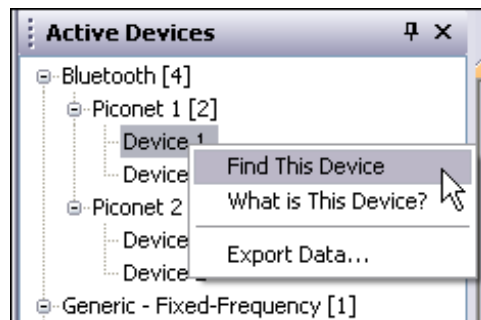 Active Devices
Bluetooth [4]
Piconet 1 [2]
Device 1
Device
Piconet 2
Device
Device
Generic - Fixed-Frequency [1]
Find This Device
What is This Device?
Export Data...